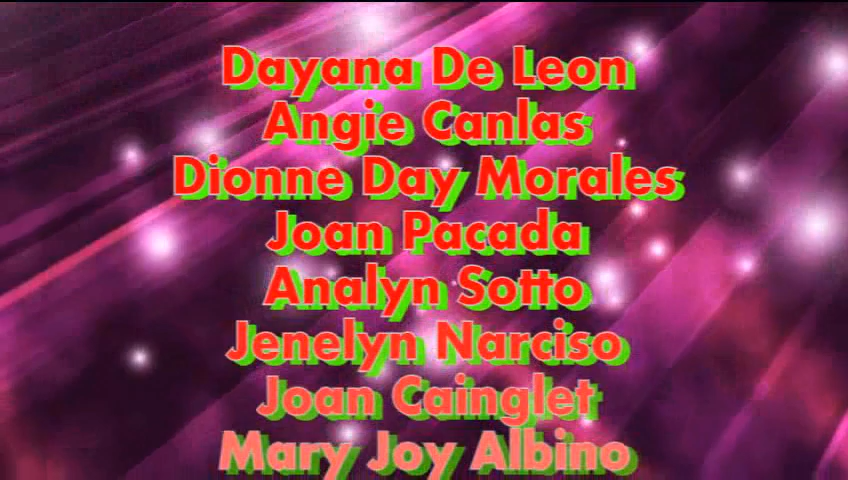 Dayana De Leon
Angie Canlas
Dionne Day Morales
Joan Pacada
Analyn Sotto
Jenelyn Narciso
Joan Cainglet
Mary Joy Albino